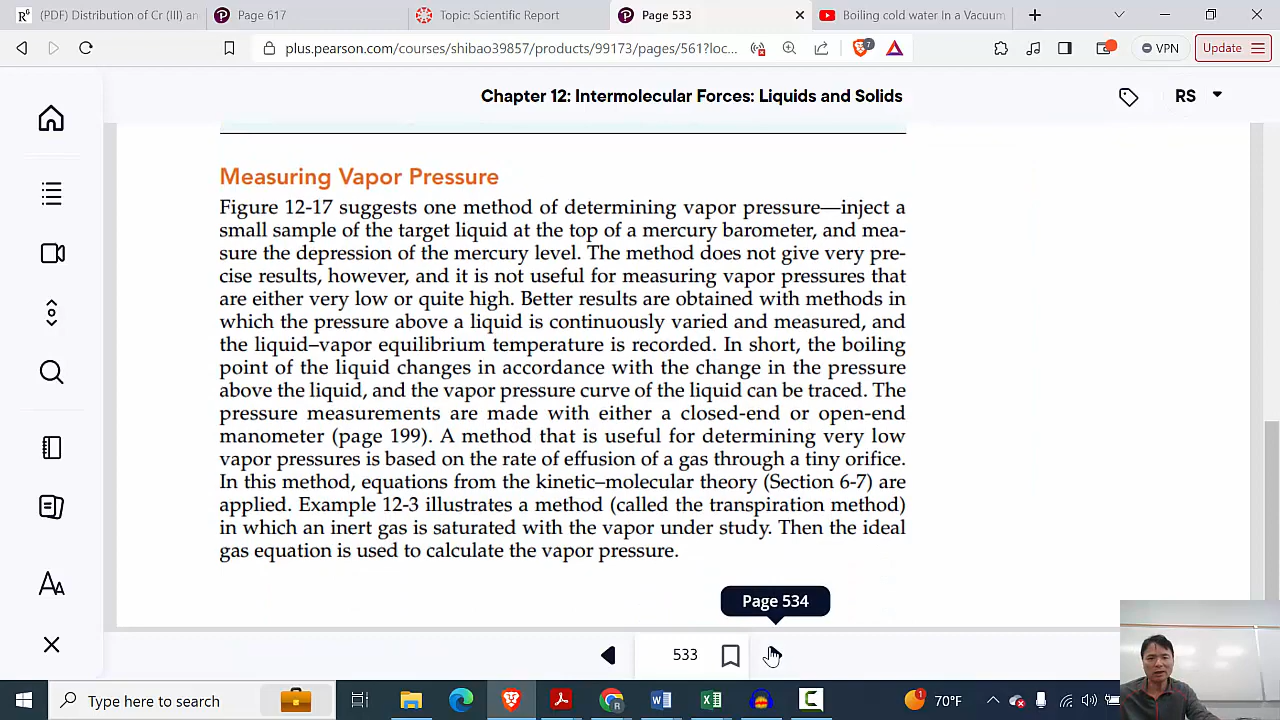 (PDF) Distribution of Cr (III) and
Page 617
Topic: Scientific Report
Page 533
Boiling cold water In a Vacuum
plus.pearson.com/courses/shibao39857/products/99173/pages/561?loc...
7
VPN
Update
Chapter 12: Intermolecular Forces: Liquids and Solids
RS
Measuring Vapor Pressure
Figure 12-17 suggests one method of determining vapor pressure—inject a
small sample of the target liquid at the top of a mercury barometer, and mea-
sure the depression of the mercury level. The method does not give very pre-
cise results, however, and it is not useful for measuring vapor pressures that
are either very low or quite high. Better results are obtained with methods in
which the pressure above a liquid is continuously varied and measured, and
the liquid–vapor equilibrium temperature is recorded. In short, the boiling
point of the liquid changes in accordance with the change in the pressure
above the liquid, and the vapor pressure curve of the liquid can be traced. The
pressure measurements are made with either a closed-end or open-end
manometer (page 199). A method that is useful for determining very low
vapor pressures is based on the rate of effusion of a gas through a tiny orifice.
In this method, equations from the kinetic–molecular theory (Section 6-7) are
applied. Example 12-3 illustrates a method (called the transpiration method)
in which an inert gas is saturated with the vapor under study. Then the ideal
gas equation is used to calculate the vapor pressure.
Page 534
533
Type here to search
1
70°F